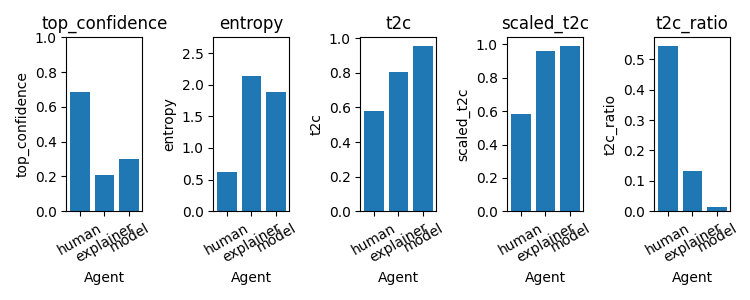 top_confidence
top_confidence
1.0
0.8
0.6
0.4
0.2
0.0
human
explainer
model
Agent
entropy
entropy
2.5
2.0
1.5
1.0
0.5
0.0
human
explainer
model
Agent
t2c
t2c
1.0
0.8
0.6
0.4
0.2
0.0
human
explainer
model
Agent
scaled_t2c
scaled_t2c
1.0
0.8
0.6
0.4
0.2
0.0
human
explainer
model
Agent
t2c_ratio
t2c_ratio
0.5
0.4
0.3
0.2
0.1
0.0
human
explainer
model
Agent